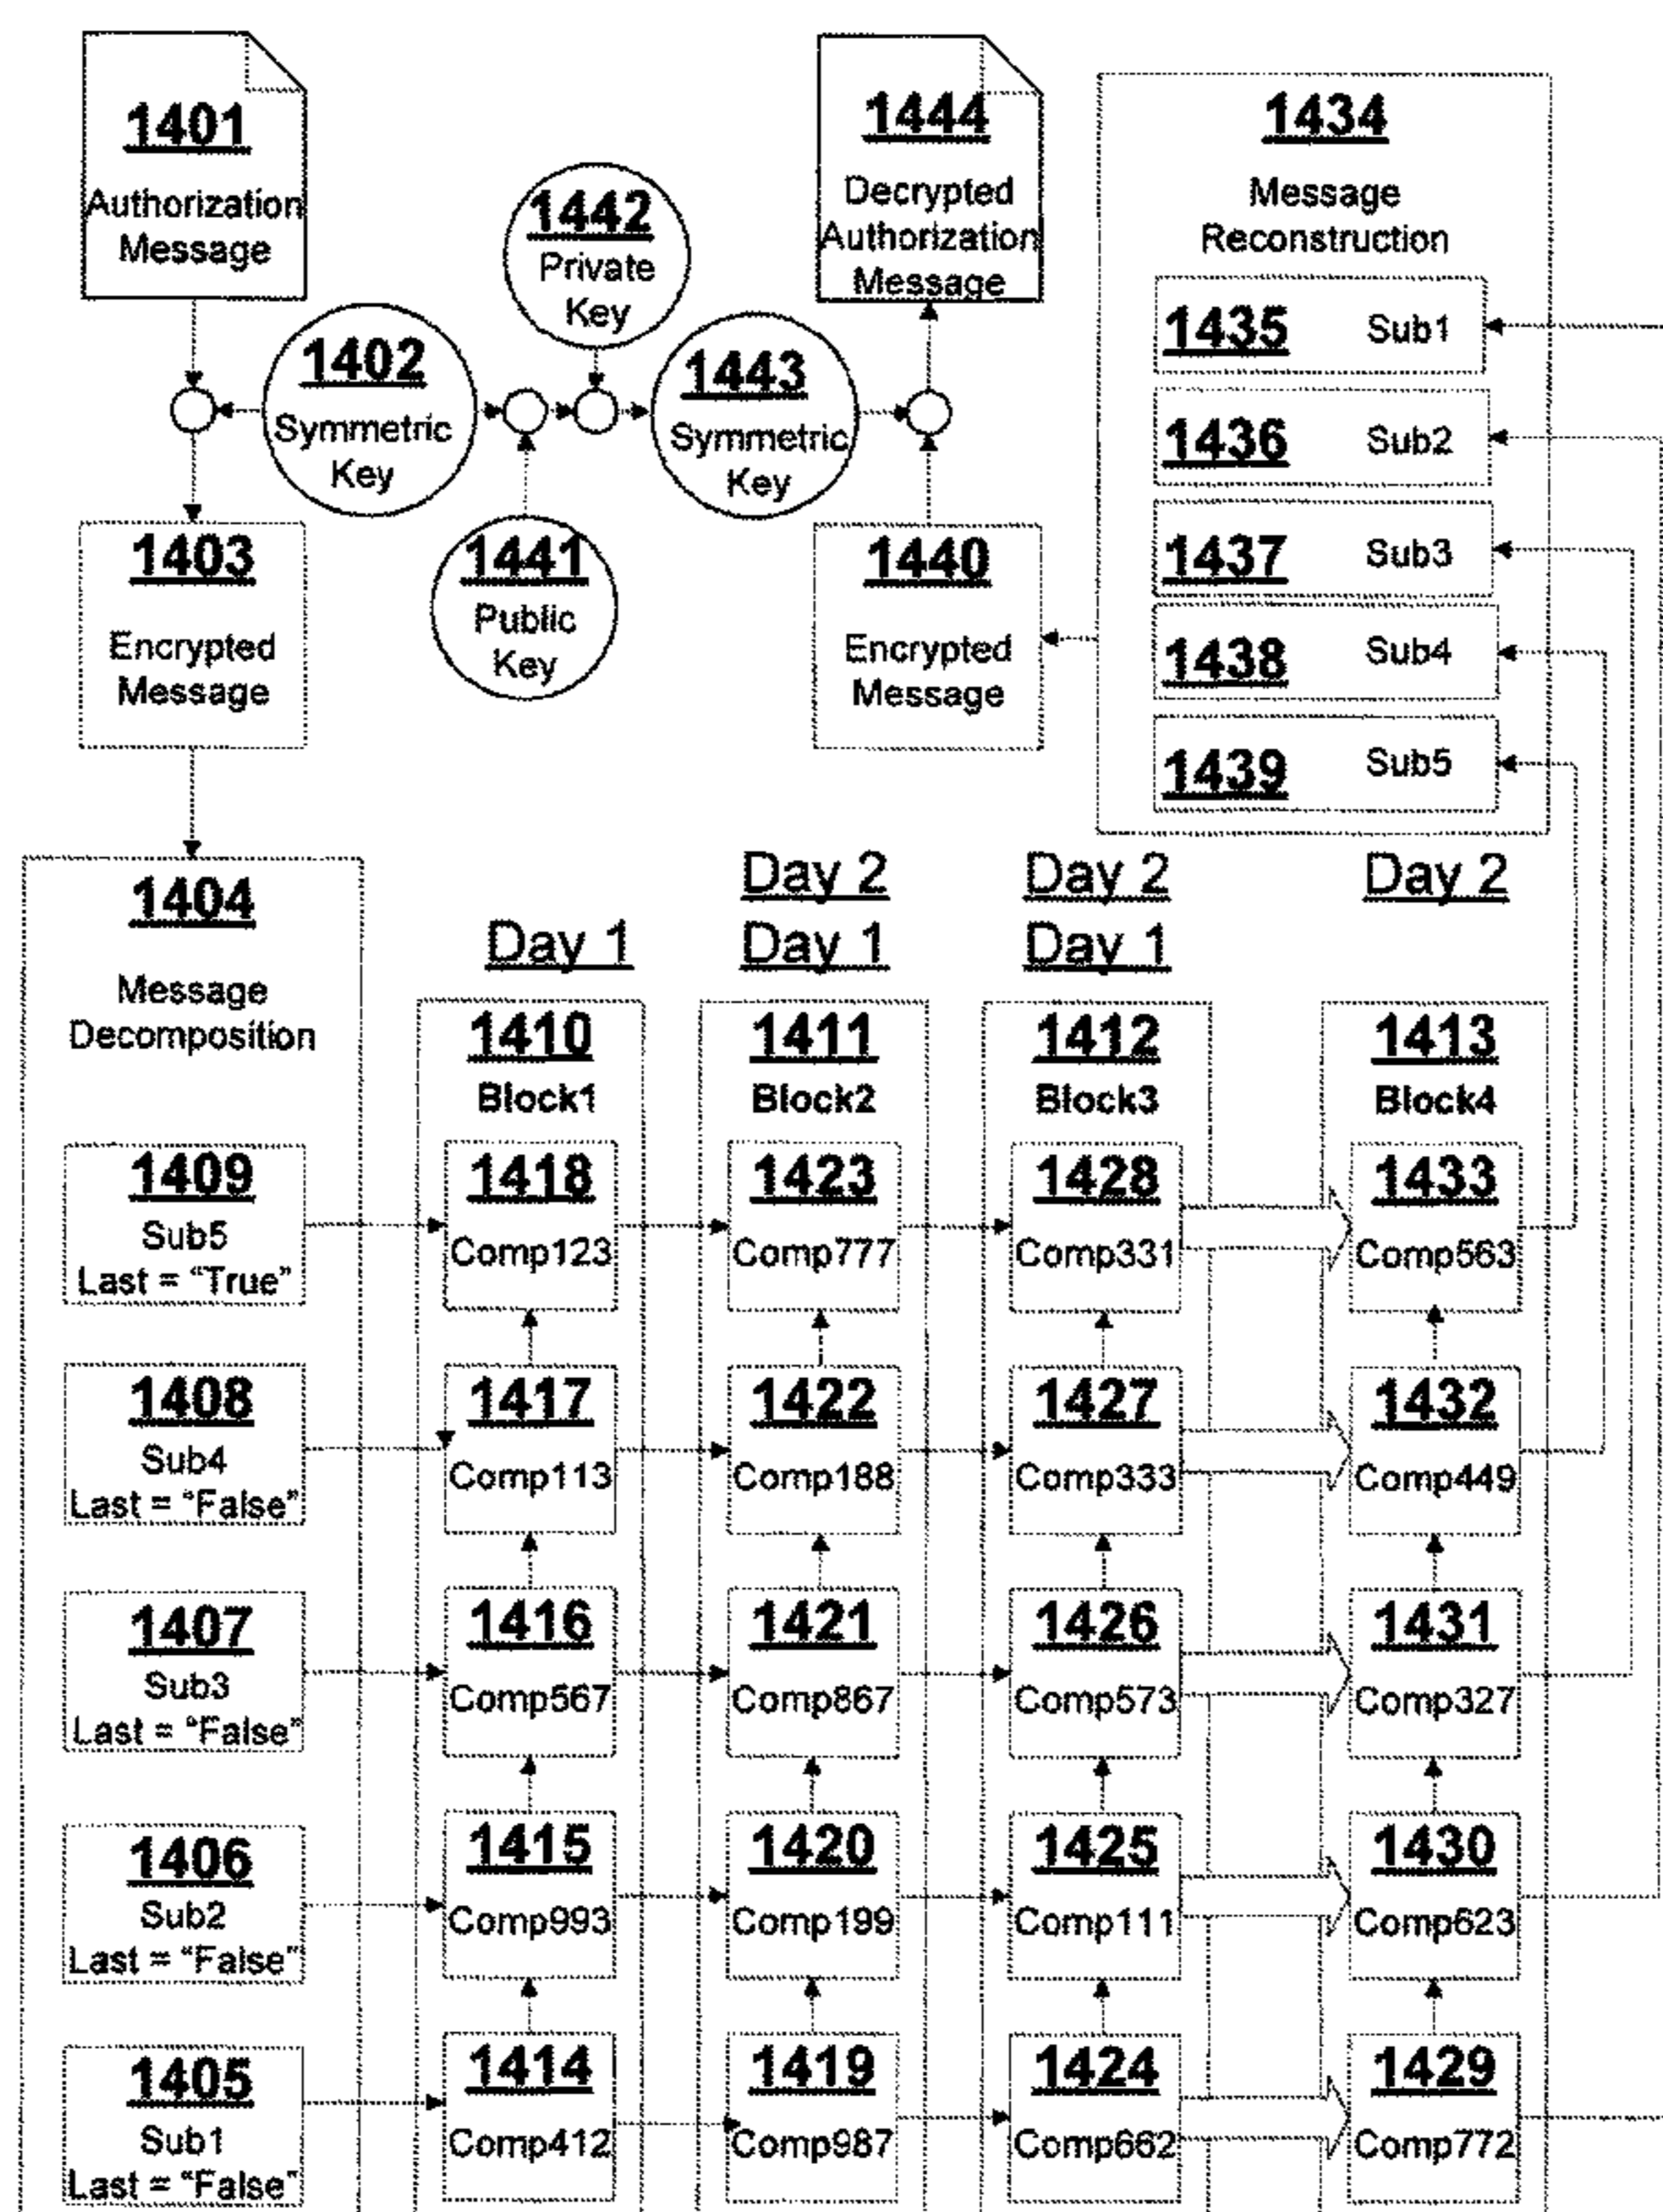 1401
Authorization
Message
1402
Symmetric
Key
1442
Private
Key
1441
Public
Key
1443
Symmetric
Key
1444
Decrypted
Authorization
Message
1403
Encrypted
Message
1440
Encrypted
Message
1434
Message
Reconstruction
1435 Sub1
1436 Sub2
1437 Sub3
1438 Sub4
1439 Sub5
1404
Message
Decomposition
Day 1
Day 2
Day 1
Day 2
Day 1
Day 2
1410
Block1
1411
Block2
1412
Block3
1413
Block4
1409
Sub5
Last = "True"
1418
Comp123
1423
Comp777
1428
Comp331
1433
Comp563
1408
Sub4
Last = "False"
1417
Comp113
1422
Comp188
1427
Comp333
1432
Comp449
1407
Sub3
Last = "False"
1416
Comp567
1421
Comp867
1426
Comp573
1431
Comp327
1406
Sub2
Last = "False"
1415
Comp993
1420
Comp199
1425
Comp111
1430
Comp623
1405
Sub1
Last = "False"
1414
Comp412
1419
Comp987
1424
Comp662
1429
Comp772